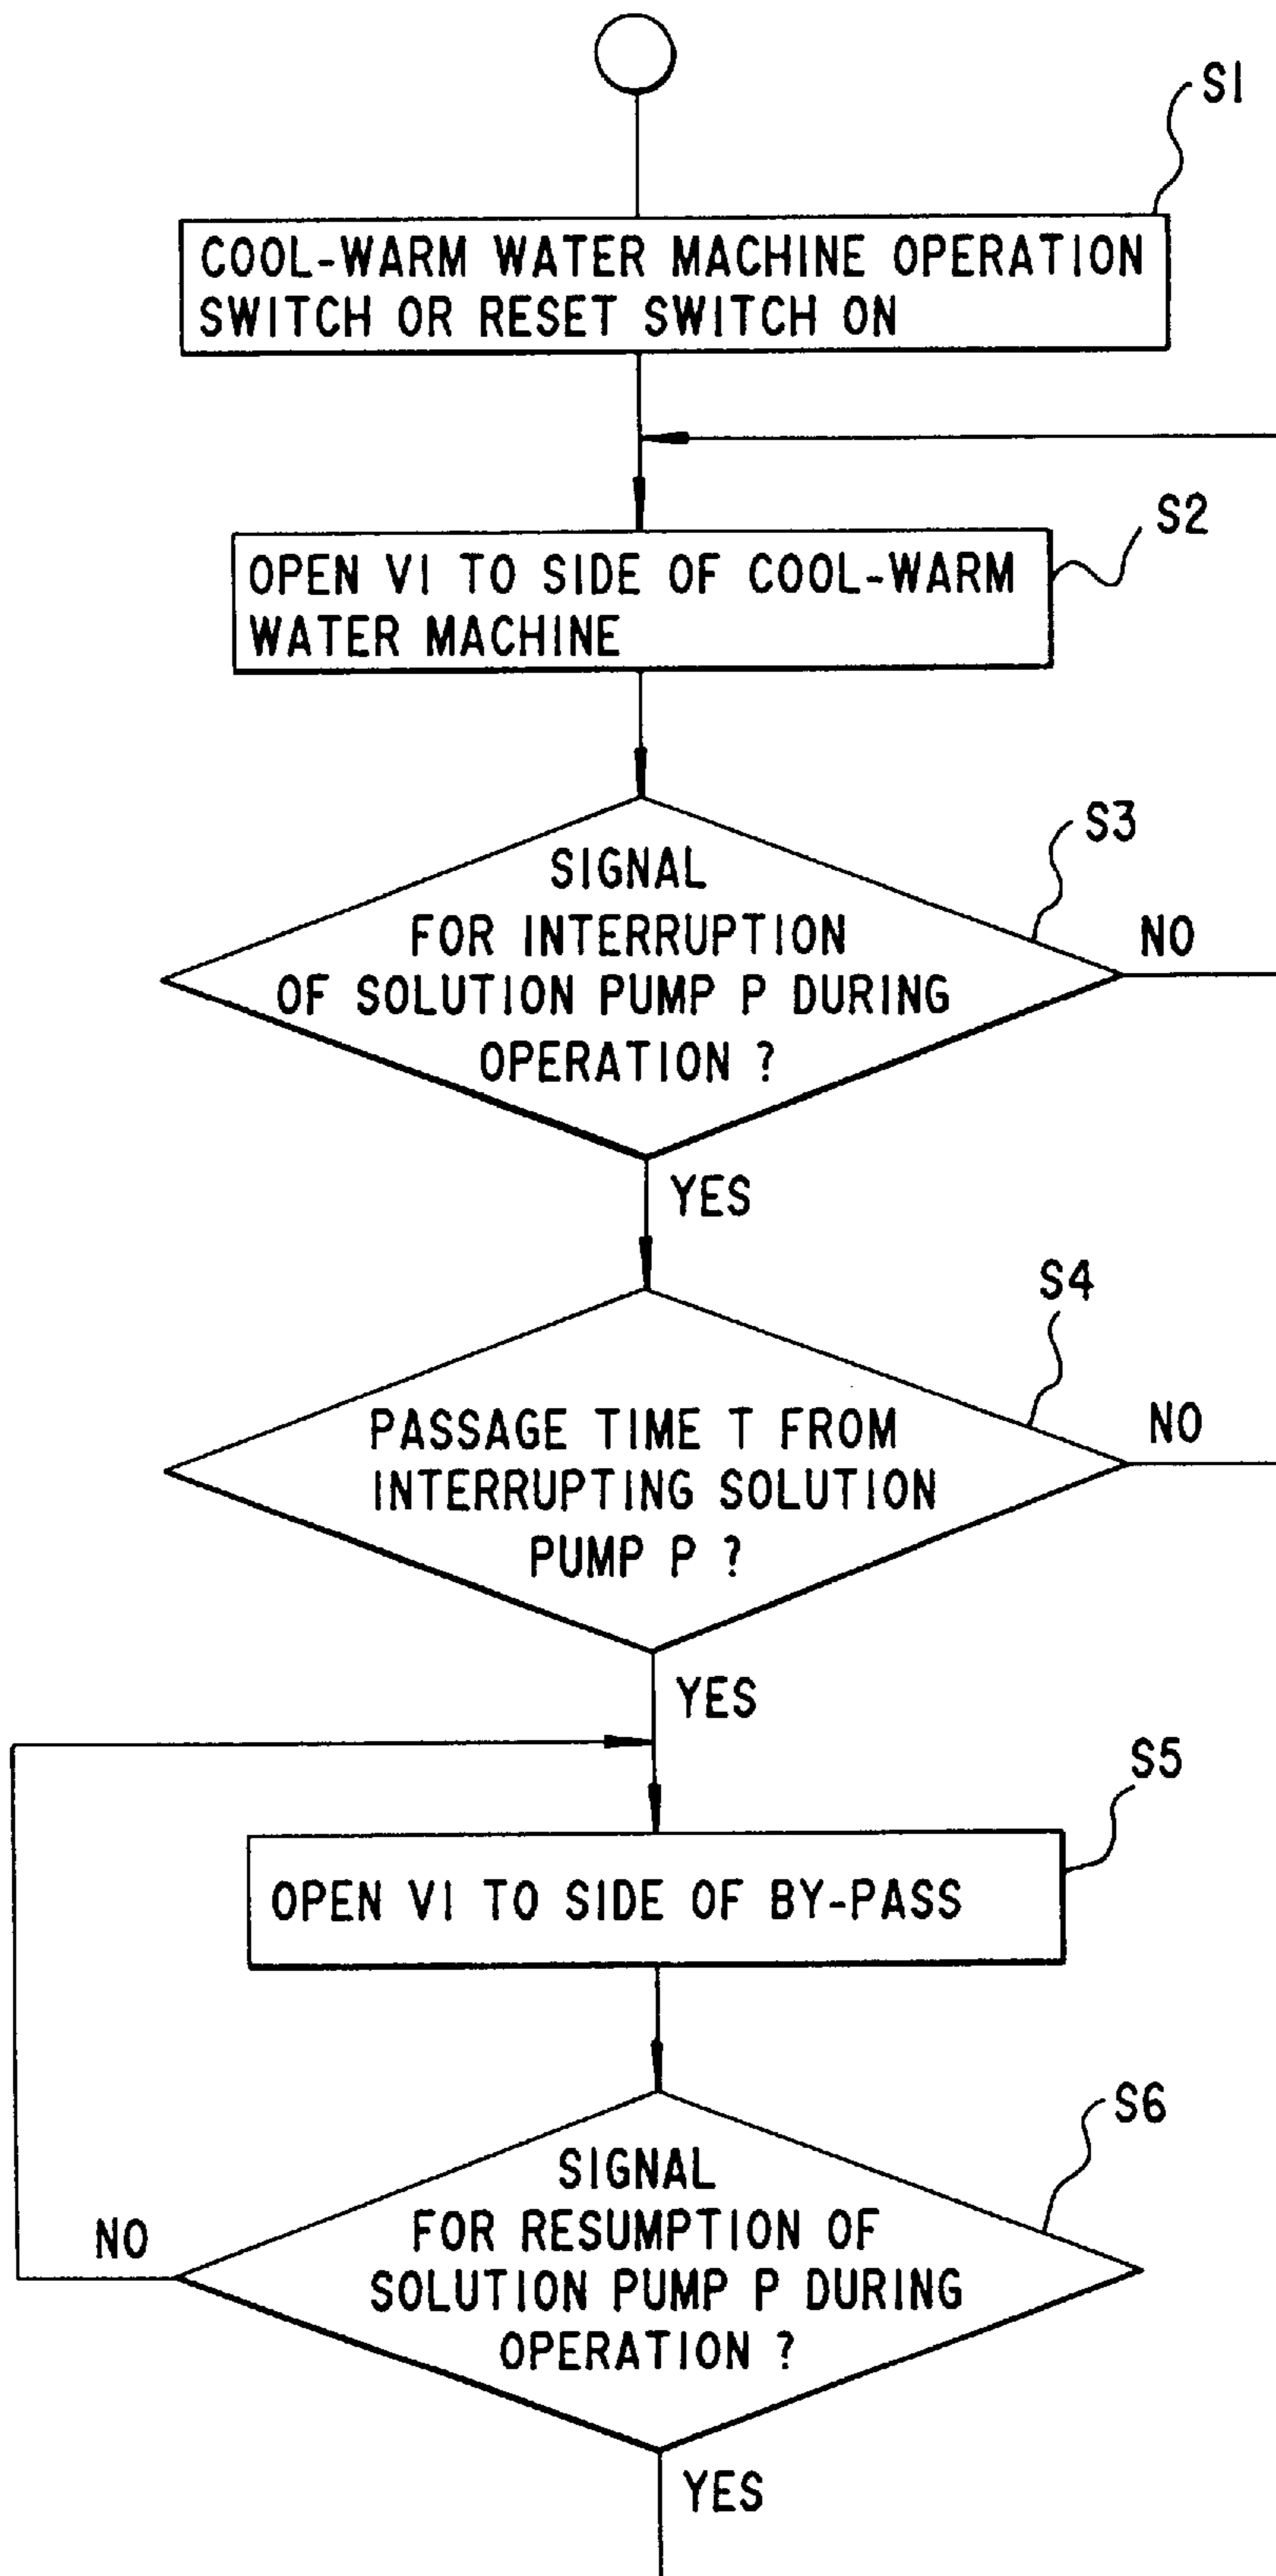 S1
COOL-WARM WATER MACHINE OPERATION
SWITCH OR RESET SWITCH ON
S2
OPEN V1 TO SIDE OF COOL-WARM
WATER MACHINE
S3
SIGNAL
FOR INTERRUPTION
OF SOLUTION PUMP P DURING
OPERATION ?
NO
YES
S4
PASSAGE TIME T FROM
INTERRUPTING SOLUTION
PUMP P ?
NO
YES
S5
OPEN V1 TO SIDE OF BY-PASS
S6
SIGNAL
FOR RESUMPTION OF
SOLUTION PUMP P DURING
OPERATION ?
NO
YES